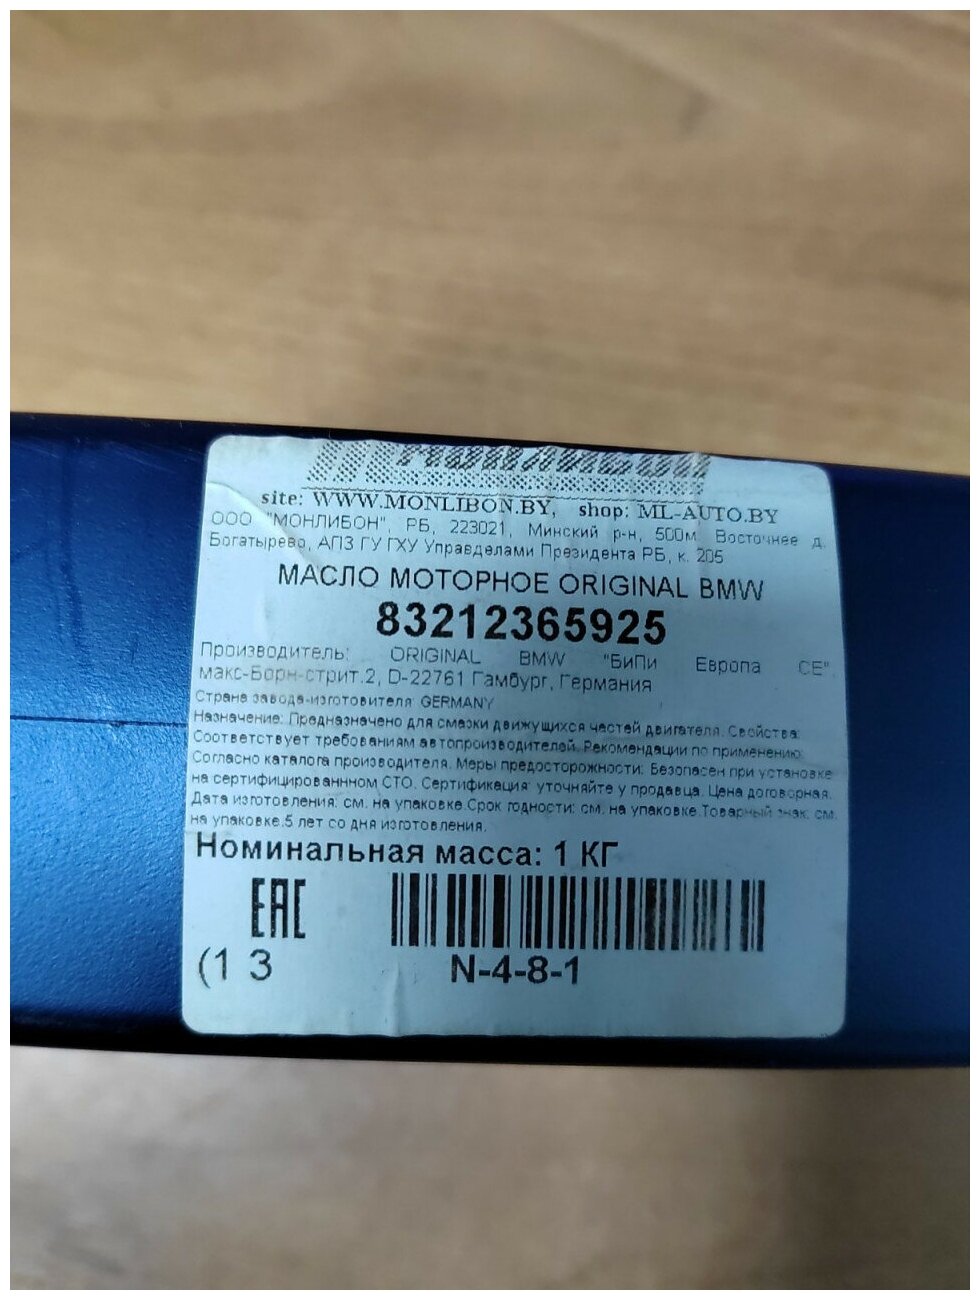 МОНЛИБОН
site: WWW.MONLIBON.BY, shop: ML-AUTO.BY
ООО "МОНЛИБОН", РБ, 223021, Минский р-н, 500м Восточнее д.
Богатырево, АПЗ ГУ ГХУ Управделами Президента РБ, к. 205
МАСЛО МОТОРНОЕ ORIGINAL BMW
83212365925
Производитель: ORIGINAL BMW "БиПи Европа СЕ".
макс-Борн-стрит.2, D-22761 Гамбург, Германия
Страна завода-изготовителя GERMANY
Назначение: Предназначено для смазки движущихся частей двигателя. Свойства:
Соответствует требованиям автопроизводителей. Рекомендации по применению:
Согласно каталога производителя. Меры предосторожности: Безопасен при установке
на сертифицированнном СТО. Сертификация: уточняйте у продавца. Цена договорная.
Дата изготовления: см. на упаковке.Срок годности: см. на упаковке.Товарный знак: см.
на упаковке.5 лет со дня изготовления.
Номинальная масса: 1 КГ
EAC
(1 3 N-4-8-1